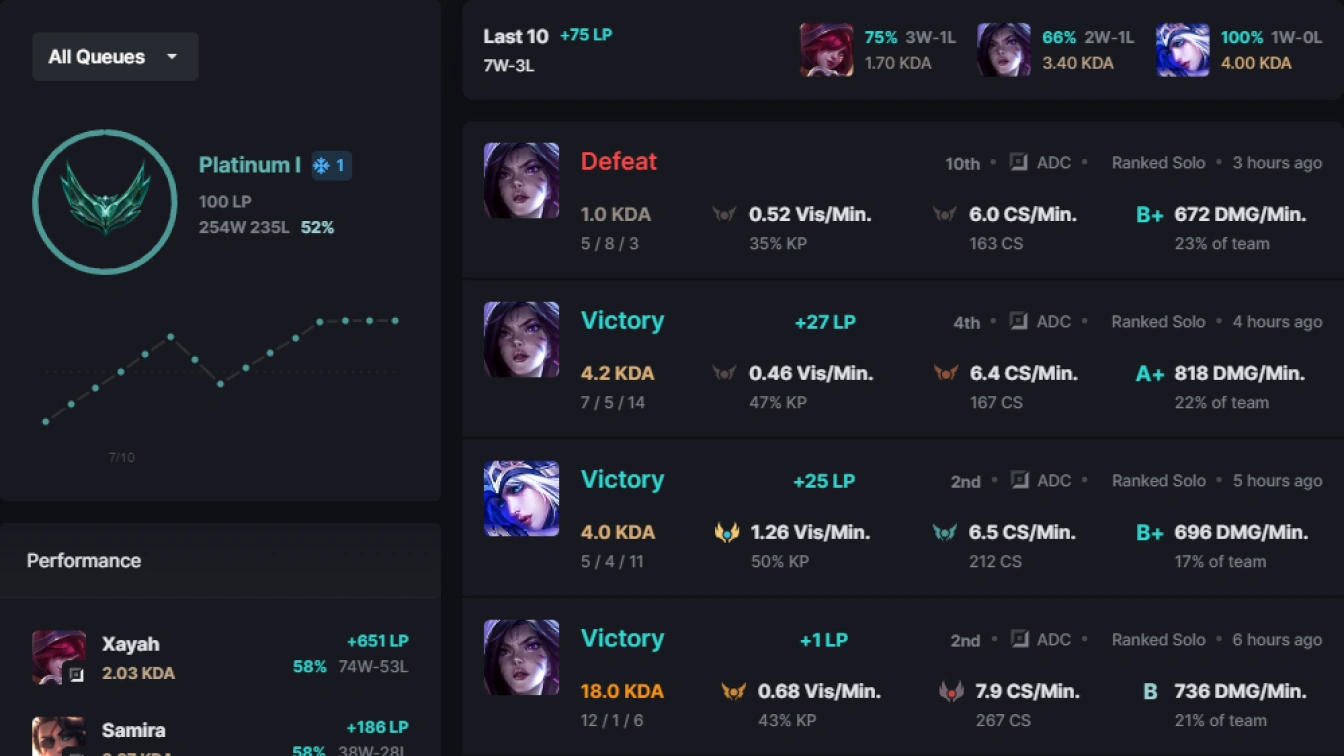 All Queues
Platinum I 1
100 LP
254W 235L 52%
7/10
Performance
Xayah +651 LP
2.03 KDA 58% 74W-53L
Samira +186 LP
58% 38W-28L
Last 10 +75 LP
7W-3L
75% 3W-1L
1.70 KDA
66% 2W-1L
3.40 KDA
100% 1W-0L
4.00 KDA
Defeat 10th • ADC • Ranked Solo • 3 hours ago
1.0 KDA 0.52 Vis/Min. 6.0 CS/Min. B+ 672 DMG/Min.
5 / 8 / 3 35% KP 163 CS 23% of team
Victory +27 LP 4th • ADC • Ranked Solo • 4 hours ago
4.2 KDA 0.46 Vis/Min. 6.4 CS/Min. A+ 818 DMG/Min.
7 / 5 / 14 47% KP 167 CS 22% of team
Victory +25 LP 2nd • ADC • Ranked Solo • 5 hours ago
4.0 KDA 1.26 Vis/Min. 6.5 CS/Min. B+ 696 DMG/Min.
5 / 4 / 11 50% KP 212 CS 17% of team
Victory +1 LP 2nd • ADC • Ranked Solo • 6 hours ago
18.0 KDA 0.68 Vis/Min. 7.9 CS/Min. B 736 DMG/Min.
12 / 1 / 6 43% KP 267 CS 21% of team